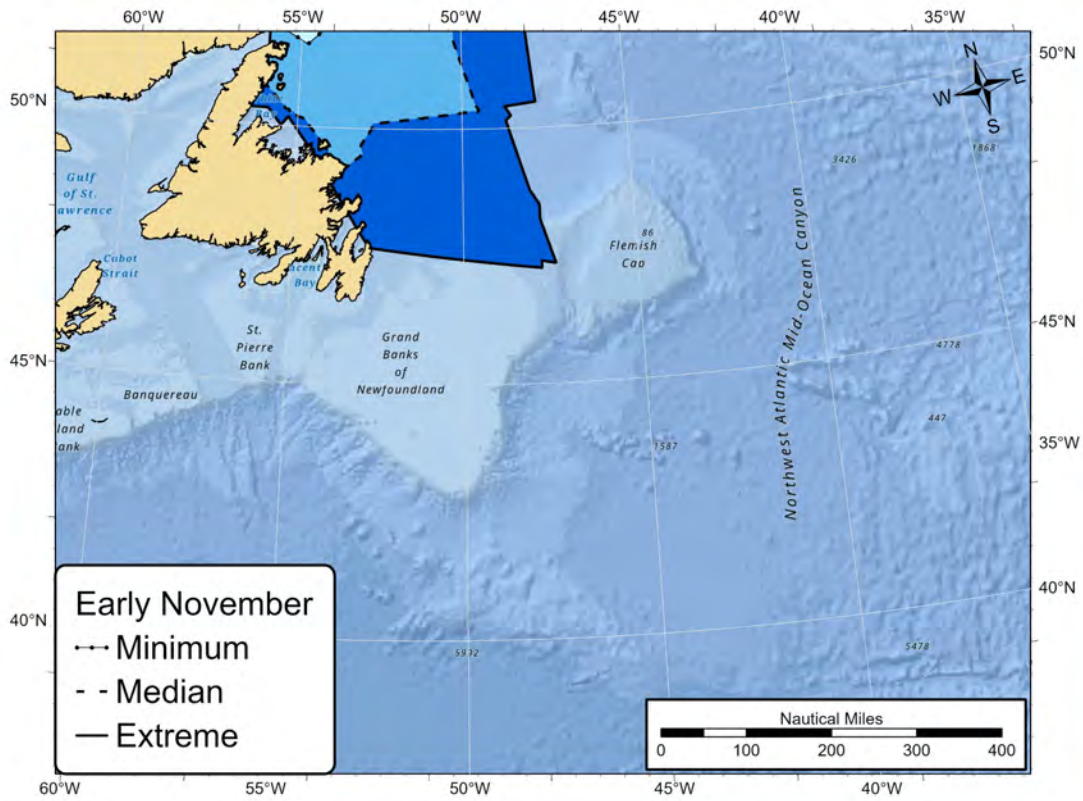 60°W 55°W 50°W 45°W 40°W 35°W
50°N
50°N
N
W E
S
3426
1868
Gulf
of St.
86
Flemish
Cap
Cabot
Strait
Bay
45°N
St.
Pierre
Bank
Grand
Banks
of
Newfoundland
Northwest Atlantic Mid-Ocean Canyon
4778
45°N
Banquereau
447
1587
35°W
Early November
Minimum
Median
Extreme
40°N
40°N
5478
Nautical Miles
0 100 200 300 400
60°W 55°W 50°W 45°W 40°W